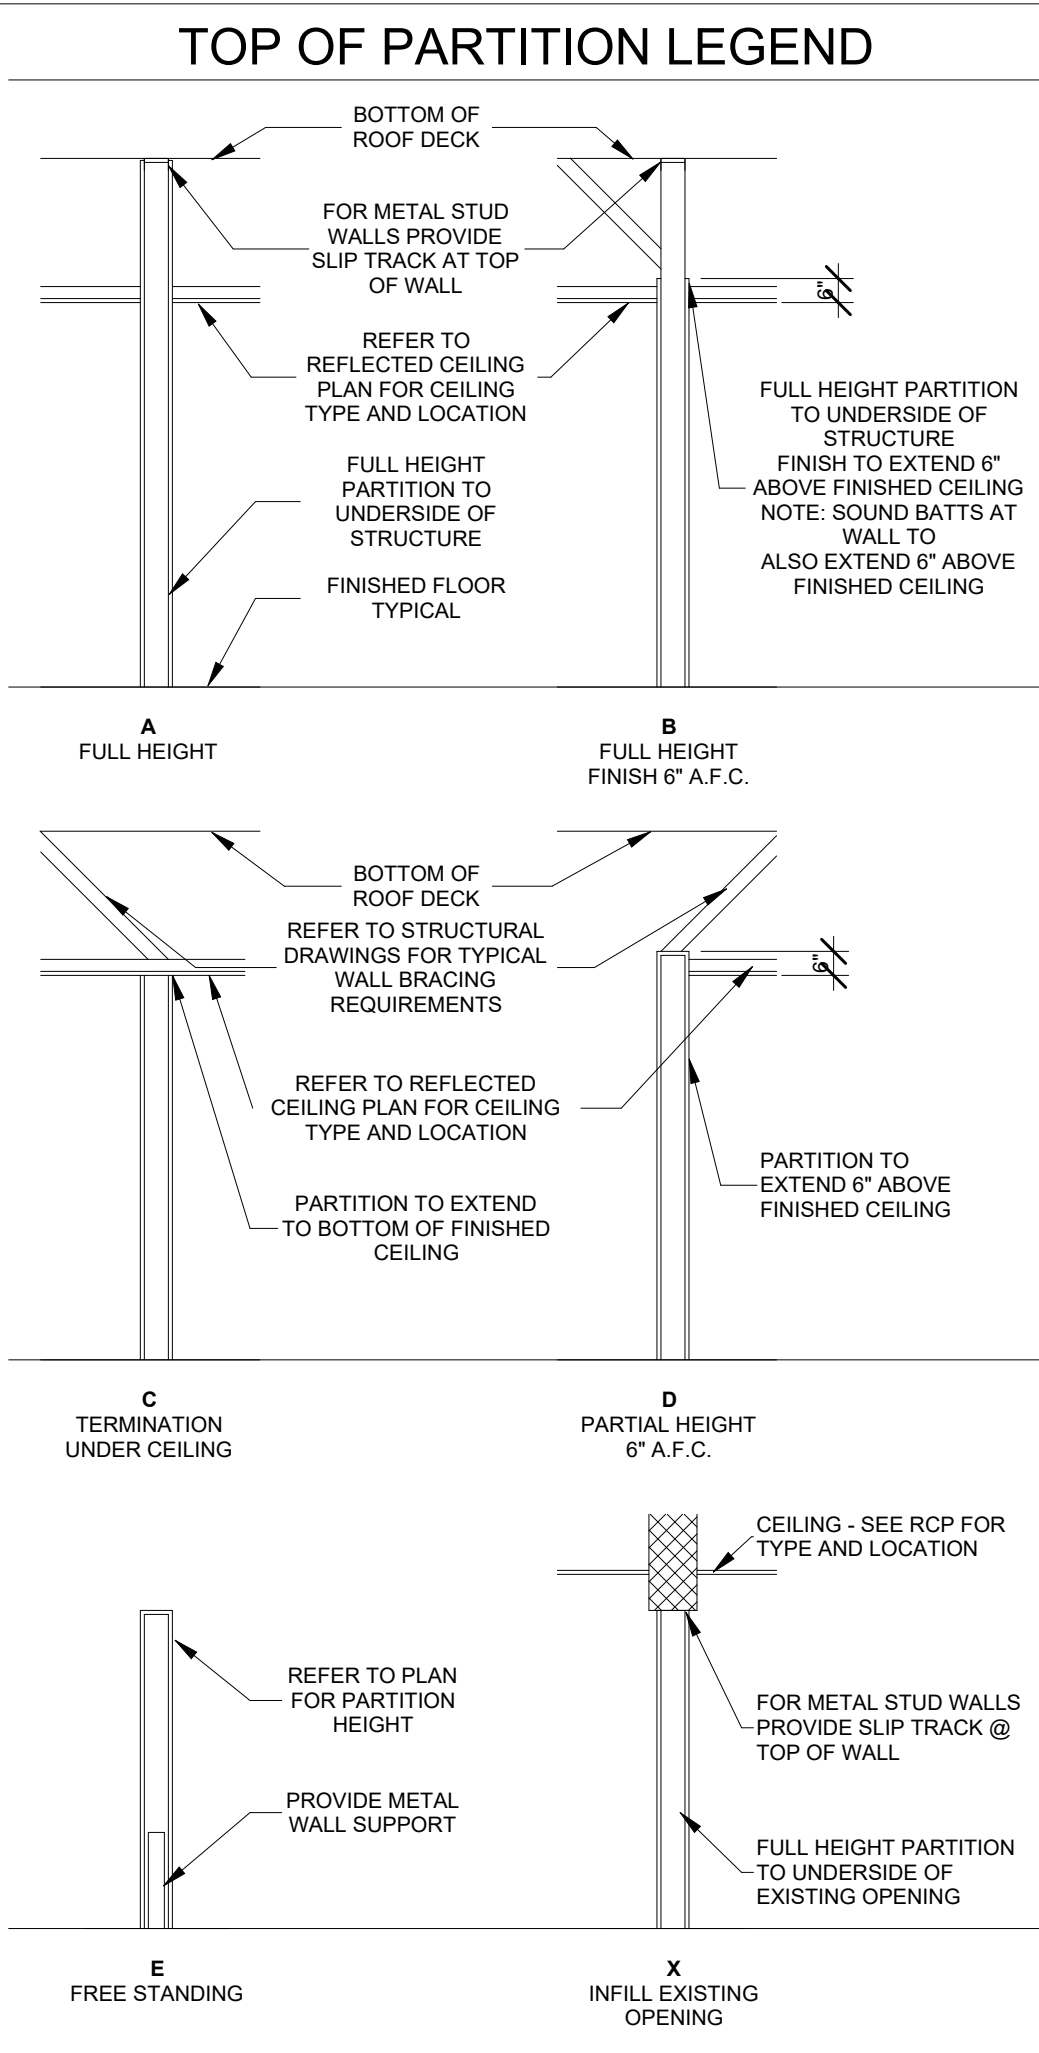 TOP OF PARTITION LEGEND
BOTTOM OF
ROOF DECK
FOR METAL STUD
WALLS PROVIDE
SLIP TRACK AT TOP
OF WALL
6"
REFER TO
REFLECTED CEILING
PLAN FOR CEILING
TYPE AND LOCATION
FULL HEIGHT PARTITION
TO UNDERSIDE OF
STRUCTURE
FINISH TO EXTEND 6"
ABOVE FINISHED CEILING
NOTE: SOUND BATTS AT
WALL TO
ALSO EXTEND 6" ABOVE
FINISHED CEILING
FULL HEIGHT
PARTITION TO
UNDERSIDE OF
STRUCTURE
FINISHED FLOOR
TYPICAL
A
FULL HEIGHT
B
FULL HEIGHT
FINISH 6" A.F.C.
BOTTOM OF
ROOF DECK
REFER TO STRUCTURAL
DRAWINGS FOR TYPICAL
WALL BRACING
REQUIREMENTS
6"
REFER TO REFLECTED
CEILING PLAN FOR CEILING
TYPE AND LOCATION
PARTITION TO
EXTEND 6" ABOVE
FINISHED CEILING
PARTITION TO EXTEND
TO BOTTOM OF FINISHED
CEILING
C
TERMINATION
UNDER CEILING
D
PARTIAL HEIGHT
6" A.F.C.
CEILING - SEE RCP FOR
TYPE AND LOCATION
REFER TO PLAN
FOR PARTITION
HEIGHT
FOR METAL STUD WALLS
PROVIDE SLIP TRACK @
TOP OF WALL
PROVIDE METAL
WALL SUPPORT
FULL HEIGHT PARTITION
TO UNDERSIDE OF
EXISTING OPENING
E
FREE STANDING
X
INFILL EXISTING
OPENING